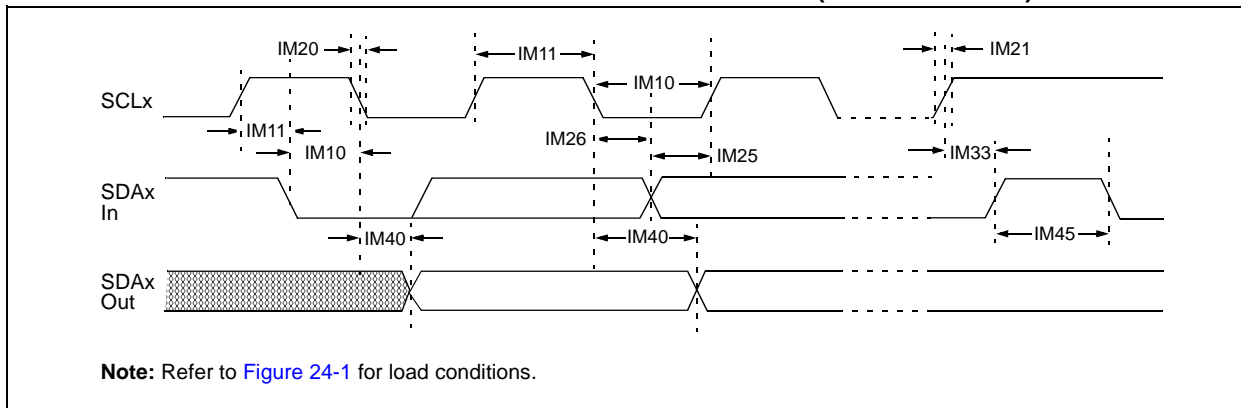 IM20
IM11
IM21
SCLx
IM10
IM11
IM26
IM10
IM25
IM33
SDAx
In
IM40
IM40
IM45
SDAx
Out
Note: Refer to Figure 24-1 for load conditions.